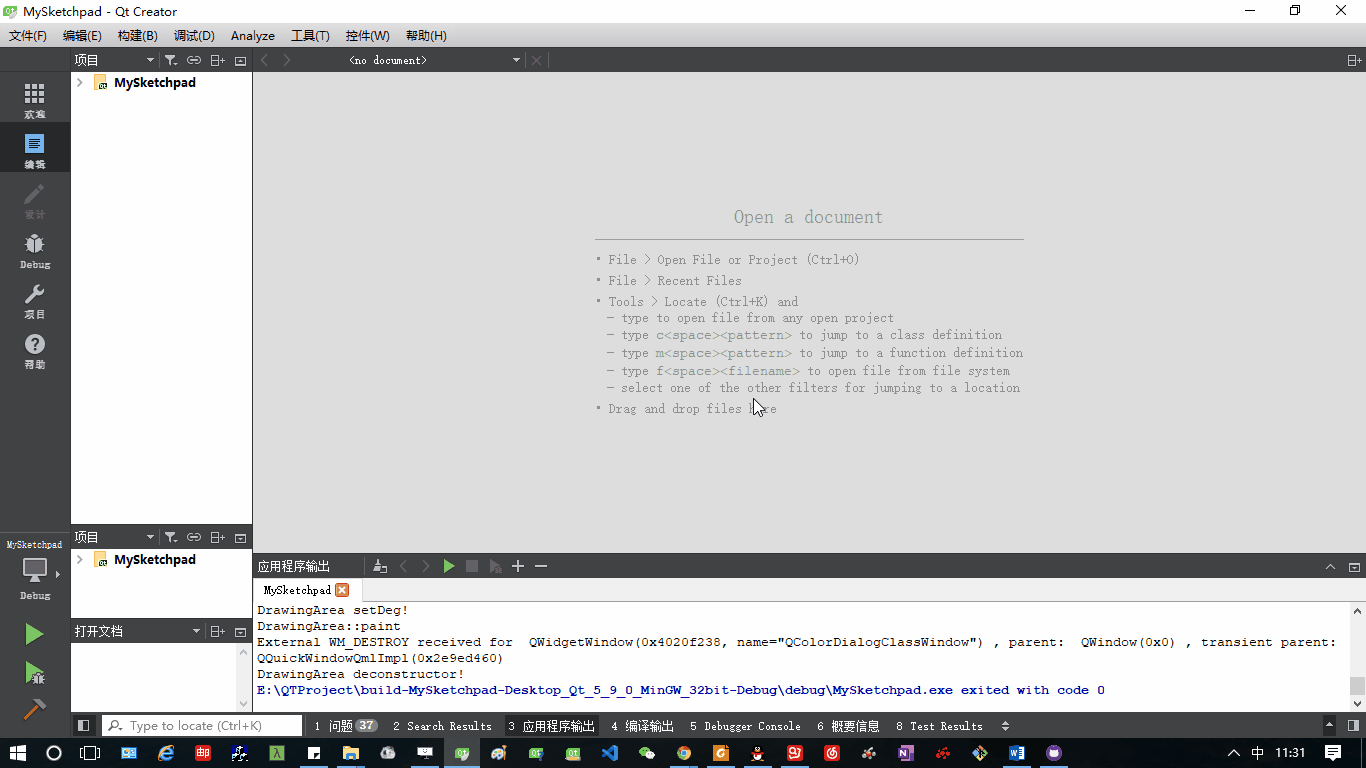 MySketchpad - Qt Creator
文件(F) 编辑(E) 构建(B) 调试(D) Analyze 工具(T) 控件(W) 帮助(H)
项目
<no document>
MySketchpad
欢迎
编辑
设计
Debug
项目
帮助
Open a document
• File > Open File or Project (Ctrl+O)
• File > Recent Files
• Tools > Locate (Ctrl+K) and
- type to open file from any open project
- type c<space><pattern> to jump to a class definition
- type m<space><pattern> to jump to a function definition
- type f<space><filename> to open file from file system
- select one of the other filters for jumping to a location
• Drag and drop files here
项目
MySketchpad
MySketchpad
Debug
打开文档
应用程序输出
MySketchpad
DrawingArea setDeg!
DrawingArea::paint
External WM_DESTROY received for  QWidgetWindow(0x4020f238, name="QColorDialogClassWindow") , parent:  QWindow(0x0) , transient parent:
QQuickWindowQmlImpl(0x2e9ed460)
DrawingArea deconstructor!
E:\QTProject\build-MySketchpad-Desktop_Qt_5_9_0_MinGW_32bit-Debug\debug\MySketchpad.exe exited with code 0
Type to locate (Ctrl+K)
1 问题 37 2 Search Results 3 应用程序输出 4 编译输出 5 Debugger Console 6 概要信息 8 Test Results
中 11:31